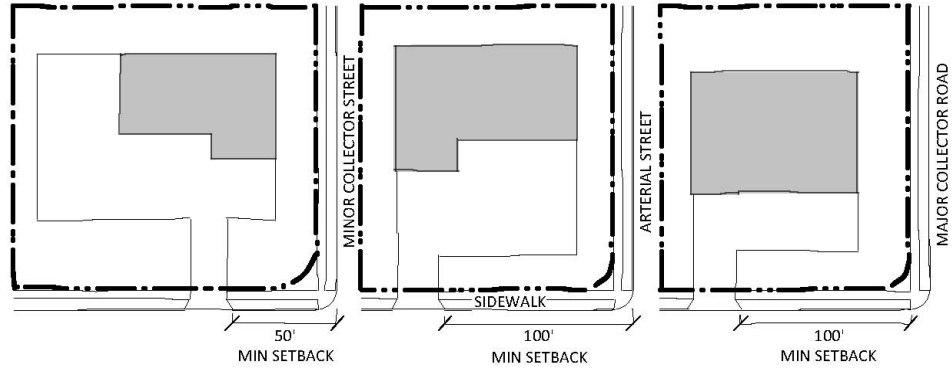 MINOR COLLECTOR STREET
ARTERIAL STREET
MAJOR COLLECTOR ROAD
SIDEWALK
50'
MIN SETBACK
100'
MIN SETBACK
100'
MIN SETBACK